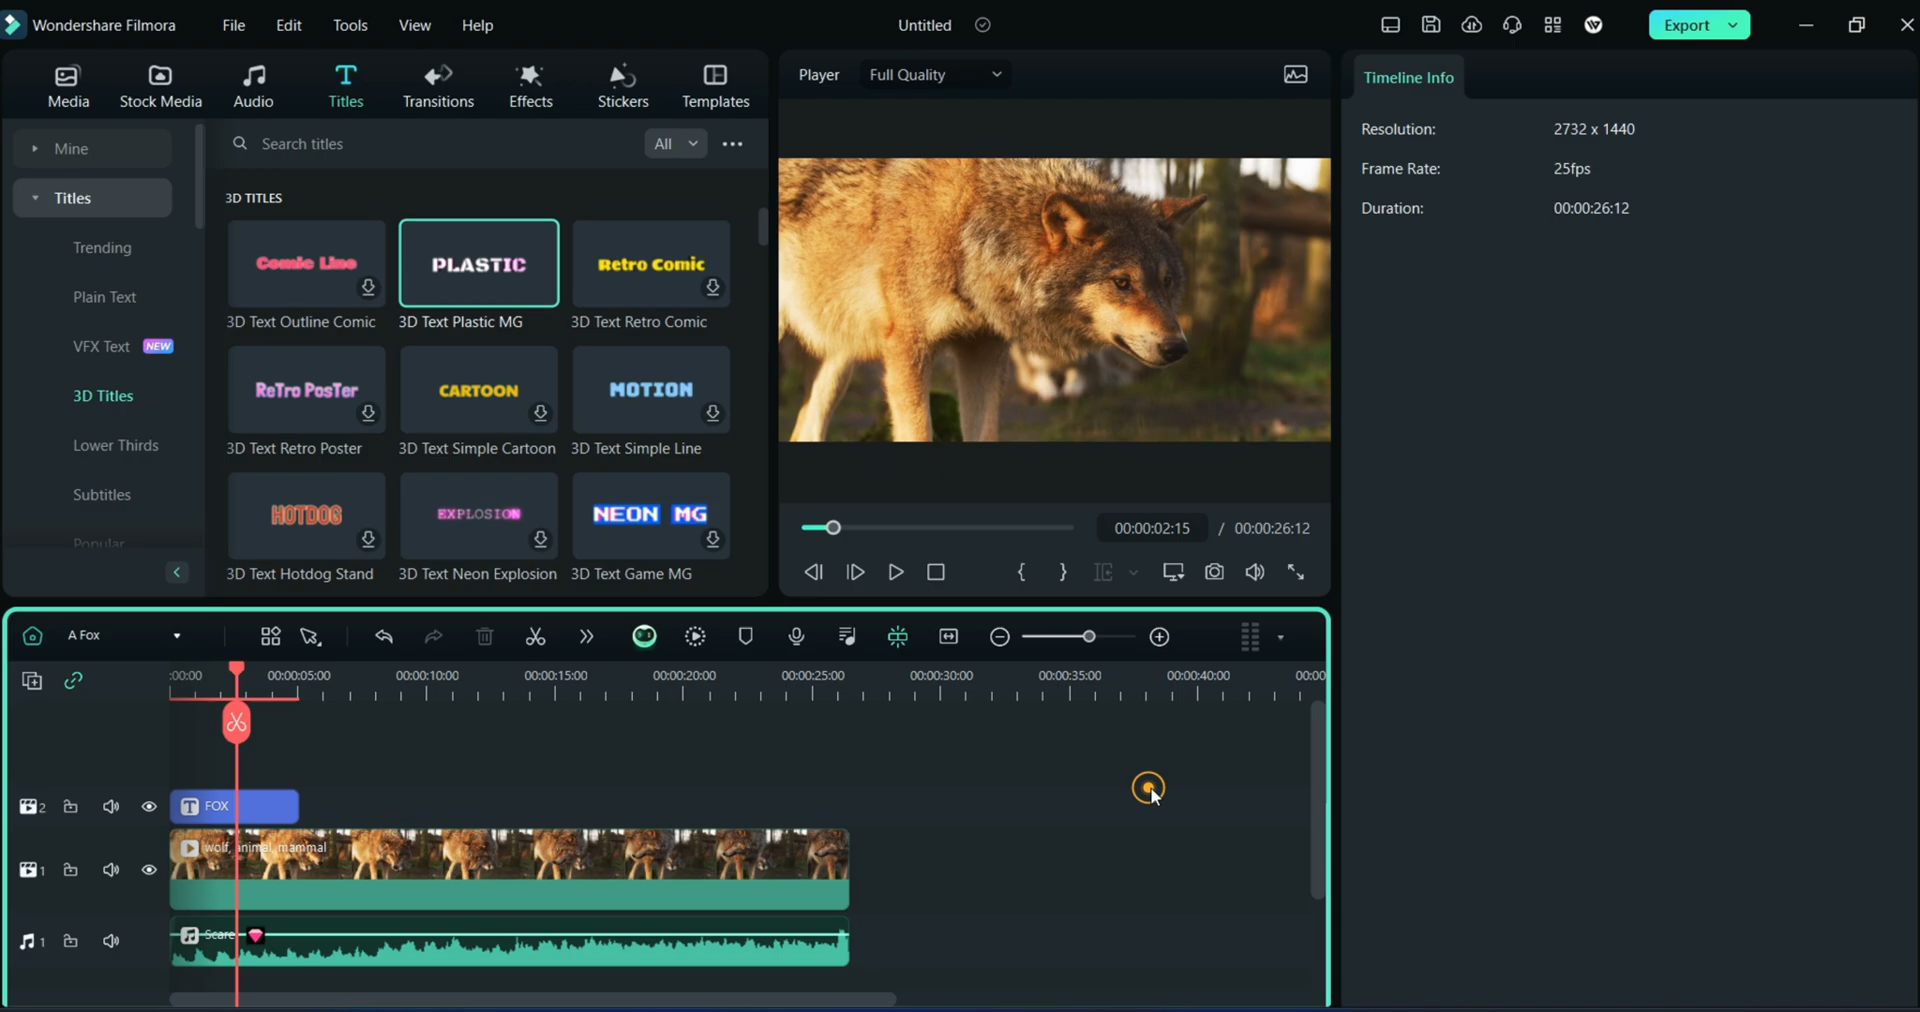 Wondershare Filmora File Edit Tools View Help Untitled Export
Media Stock Media Audio Titles Transitions Effects Stickers Templates
Player Full Quality
Timeline Info
Mine
Search titles All
Titles
3D TITLES
Trending
Plain Text
VFX Text NEW
3D Titles
Lower Thirds
Subtitles
Popular
Comic Line PLASTIC Retro Comic
3D Text Outline Comic 3D Text Plastic MG 3D Text Retro Comic
ReTro PosTer CARTOON MOTION
3D Text Retro Poster 3D Text Simple Cartoon 3D Text Simple Line
HOTDOG EXPLOSION NEON MG
3D Text Hotdog Stand 3D Text Neon Explosion 3D Text Game MG
00:00:02:15 / 00:00:26:12
Resolution: 2732 x 1440
Frame Rate: 25fps
Duration: 00:00:26:12
A Fox
:00:00 00:00:05:00 00:00:10:00 00:00:15:00 00:00:20:00 00:00:25:00 00:00:30:00 00:00:35:00 00:00:40:00 00:00
2 T FOX
1 wolf, animal, mammal
1 Scare